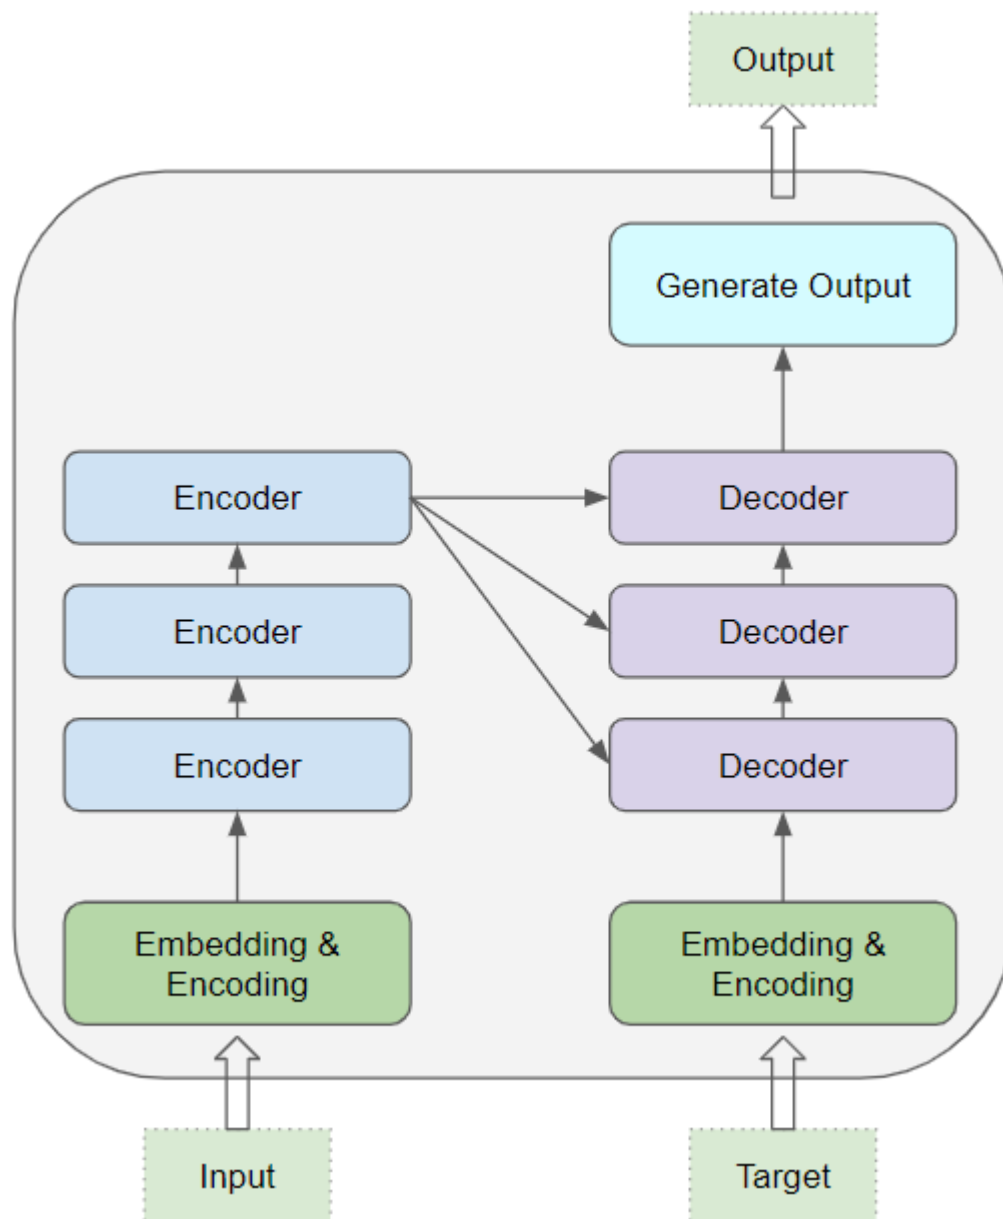 Output
Generate Output
Encoder
Decoder
Encoder
Decoder
Encoder
Decoder
Embedding &
Encoding
Embedding &
Encoding
Input
Target